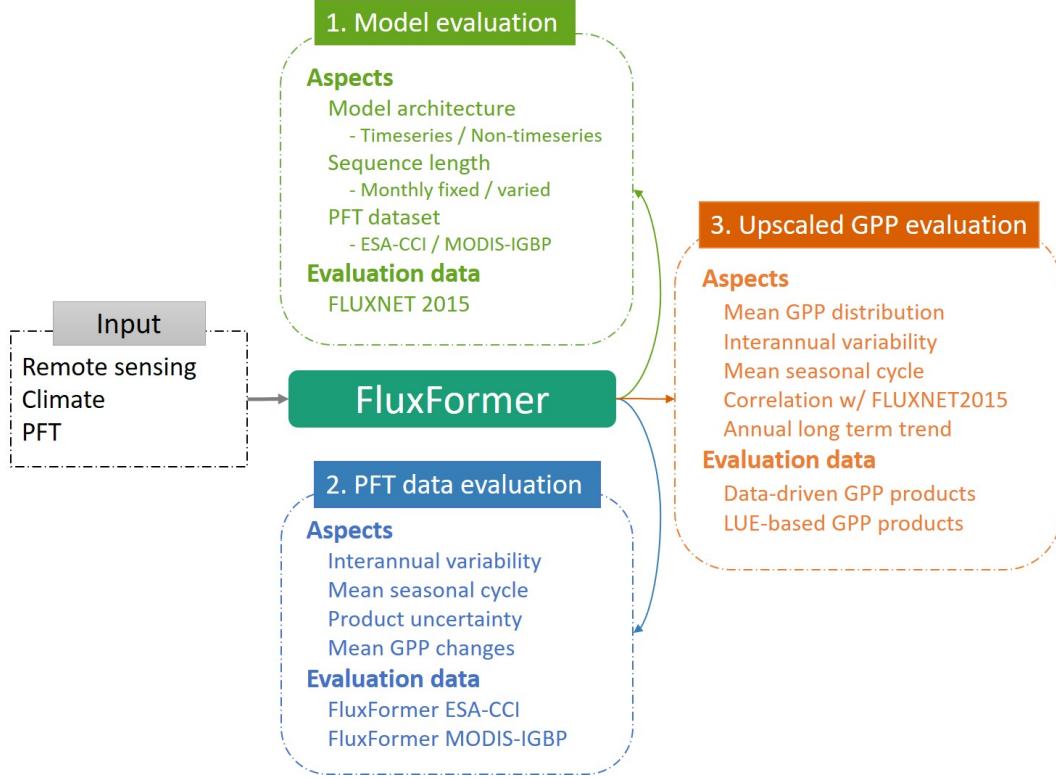 1. Model evaluation
Aspects
Model architecture
- Timeseries / Non-timeseries
Sequence length
- Monthly fixed / varied
PFT dataset
- ESA-CCI / MODIS-IGBP
Evaluation data
FLUXNET 2015
Input
Remote sensing
Climate
PFT
FluxFormer
2. PFT data evaluation
Aspects
Interannual variability
Mean seasonal cycle
Product uncertainty
Mean GPP changes
Evaluation data
FluxFormer ESA-CCI
FluxFormer MODIS-IGBP
3. Upscaled GPP evaluation
Aspects
Mean GPP distribution
Interannual variability
Mean seasonal cycle
Correlation w/ FLUXNET2015
Annual long term trend
Evaluation data
Data-driven GPP products
LUE-based GPP products